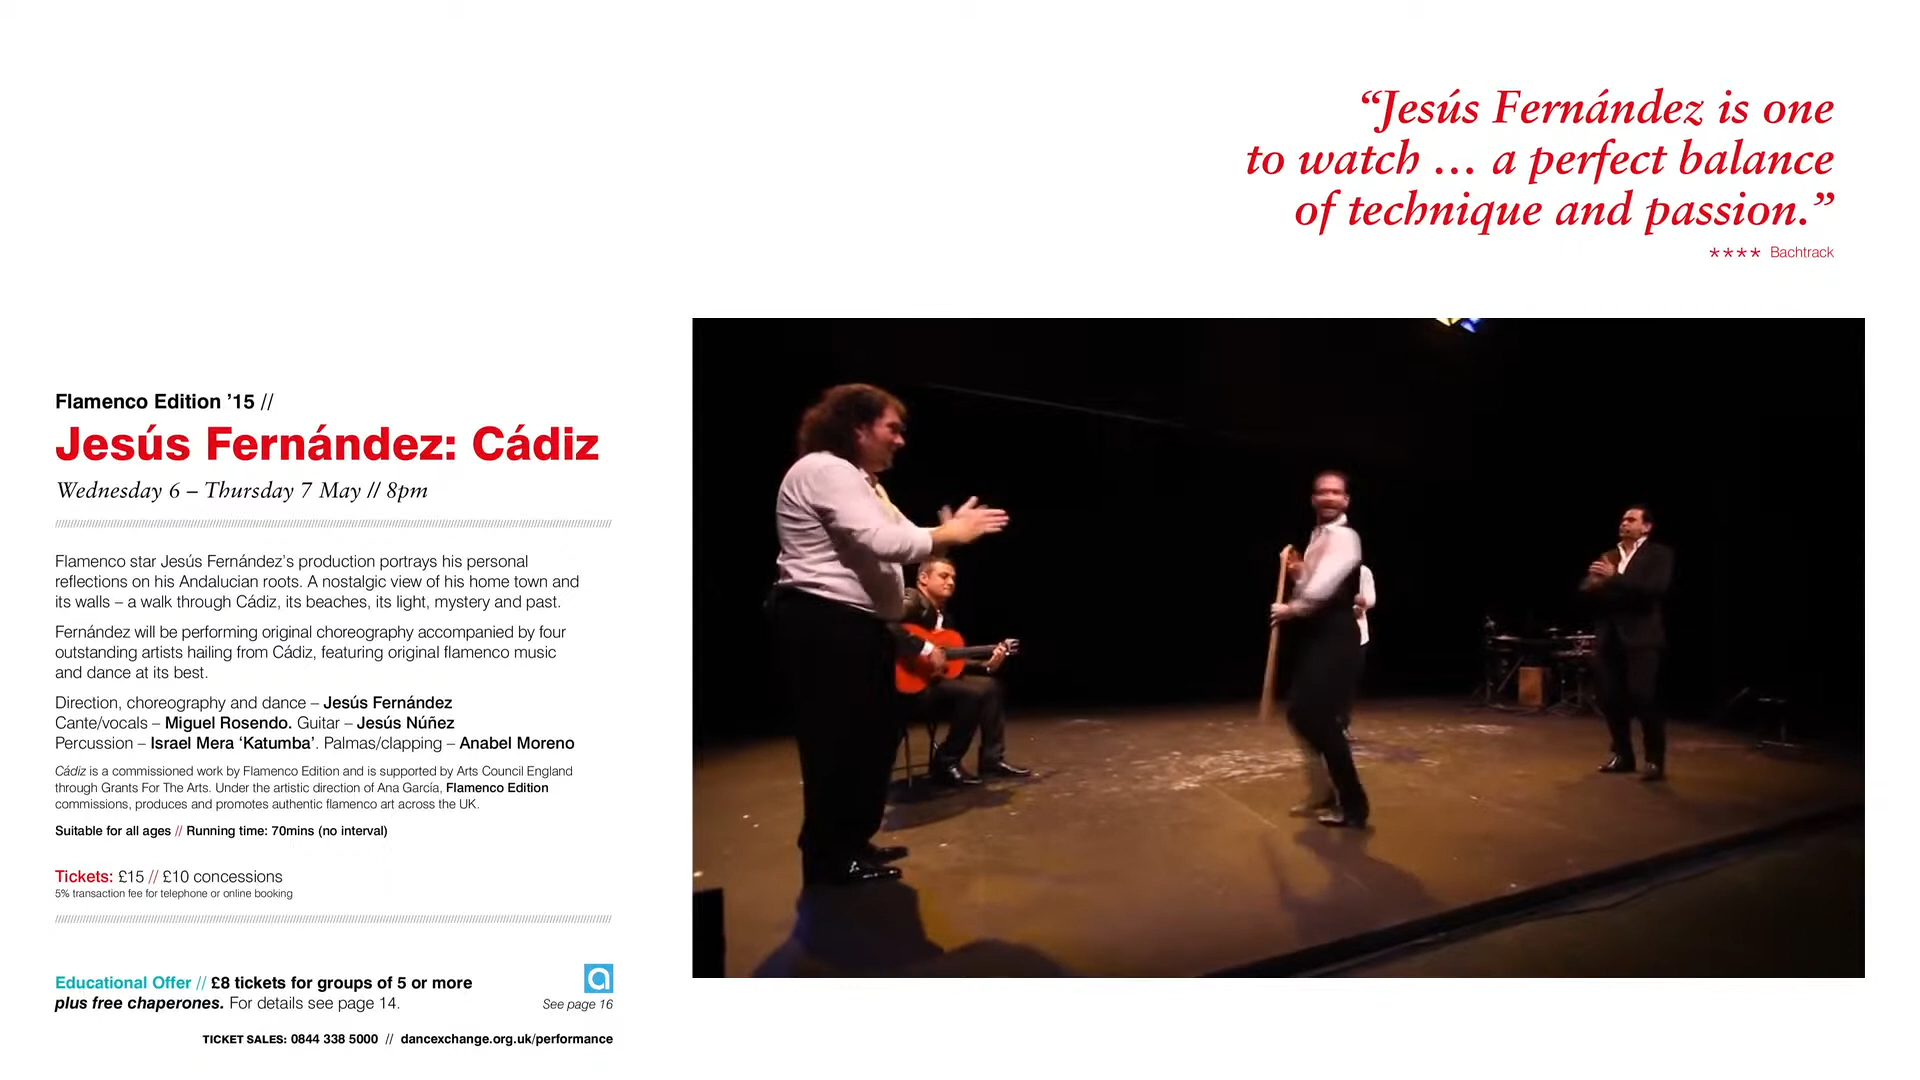 “Jesús Fernández is one
to watch … a perfect balance
of technique and passion.”
**** Bachtrack
Flamenco Edition ’15 //
Jesús Fernández: Cádiz
Wednesday 6 – Thursday 7 May // 8pm
Flamenco star Jesús Fernández’s production portrays his personal
reflections on his Andalucian roots. A nostalgic view of his home town and
its walls – a walk through Cádiz, its beaches, its light, mystery and past.
Fernández will be performing original choreography accompanied by four
outstanding artists hailing from Cádiz, featuring original flamenco music
and dance at its best.
Direction, choreography and dance – Jesús Fernández
Cante/vocals – Miguel Rosendo. Guitar – Jesús Núñez
Percussion – Israel Mera ‘Katumba’. Palmas/clapping – Anabel Moreno
Cádiz is a commissioned work by Flamenco Edition and is supported by Arts Council England
through Grants For The Arts. Under the artistic direction of Ana García, Flamenco Edition
commissions, produces and promotes authentic flamenco art across the UK.
Suitable for all ages // Running time: 70mins (no interval)
Tickets: £15 // £10 concessions
5% transaction fee for telephone or online booking
Educational Offer // £8 tickets for groups of 5 or more
plus free chaperones. For details see page 14.
a
See page 16
TICKET SALES: 0844 338 5000 // dancexchange.org.uk/performance